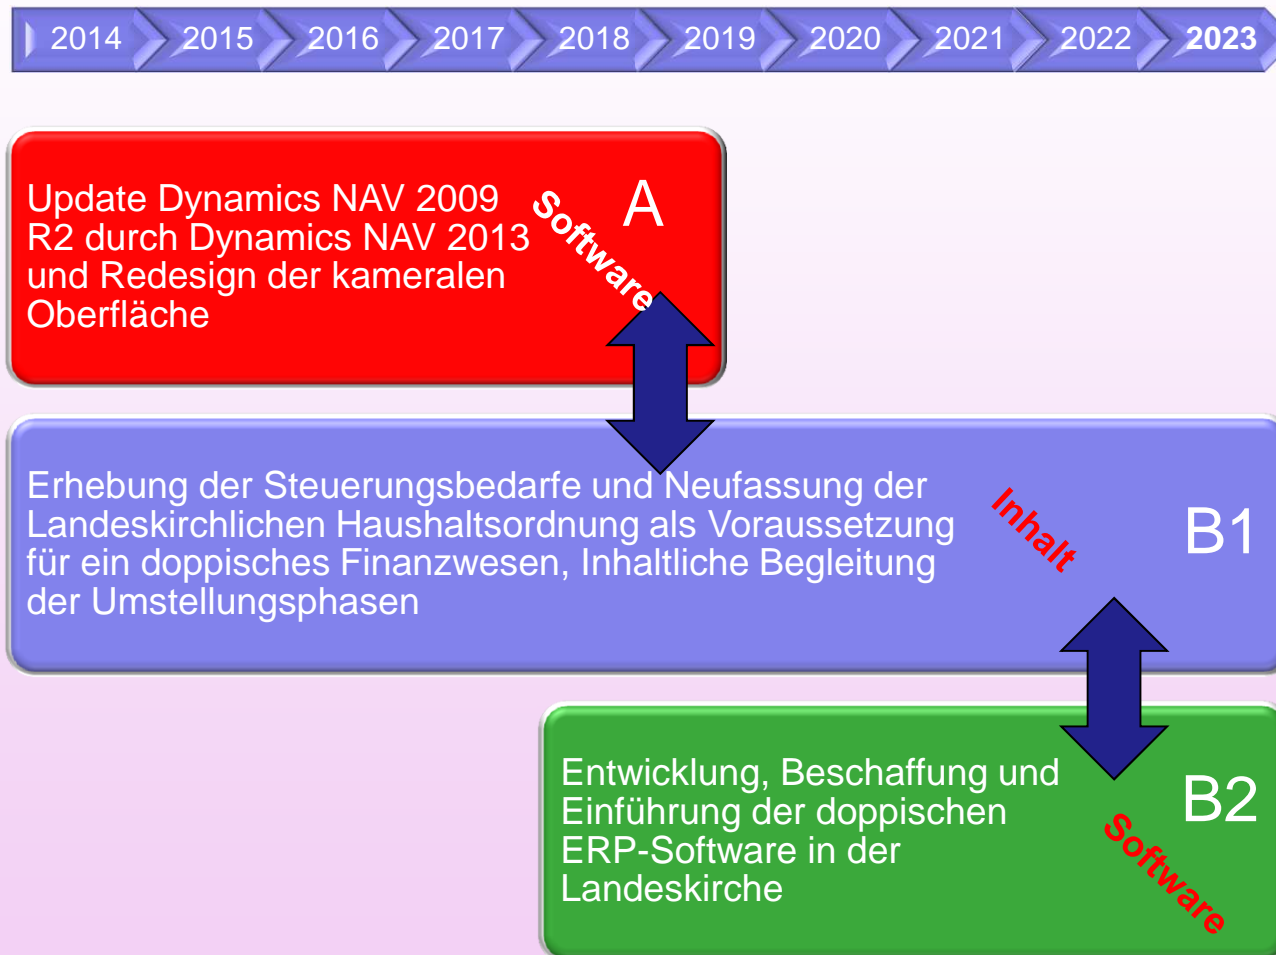 2014 2015 2016 2017 2018 2019 2020 2021 2022 2023
Update Dynamics NAV 2009
R2 durch Dynamics NAV 2013
und Redesign der kameralen
Oberfläche
Software
A
Erhebung der Steuerungsbedarfe und Neufassung der
Landeskirchlichen Haushaltsordnung als Voraussetzung
für ein doppisches Finanzwesen, Inhaltliche Begleitung
der Umstellungsphasen
Inhalt
B1
Entwicklung, Beschaffung und
Einführung der doppischen
ERP-Software in der
Landeskirche
B2
Software